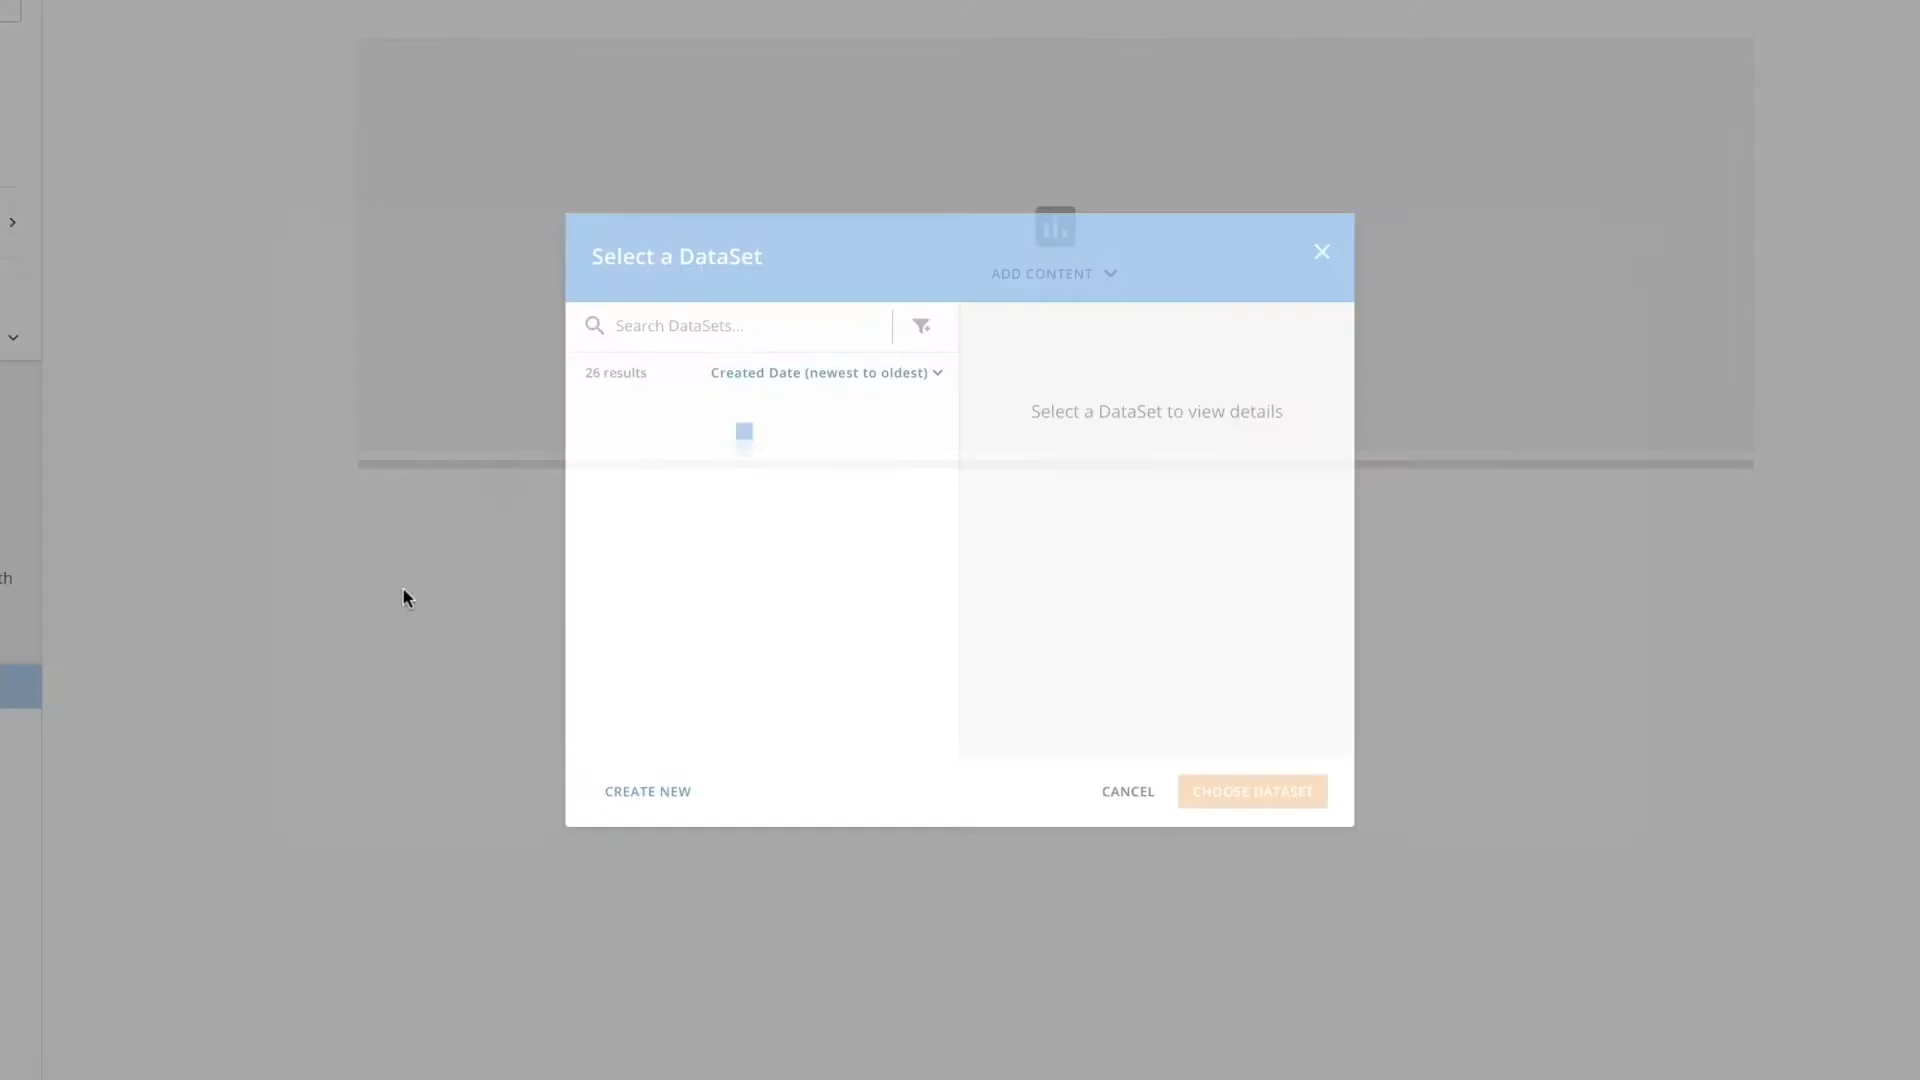 Select a DataSet
ADD CONTENT
Search DataSets...
26 results
Created Date (newest to oldest)
Select a DataSet to view details
th
CREATE NEW
CANCEL
CHOOSE DATASET